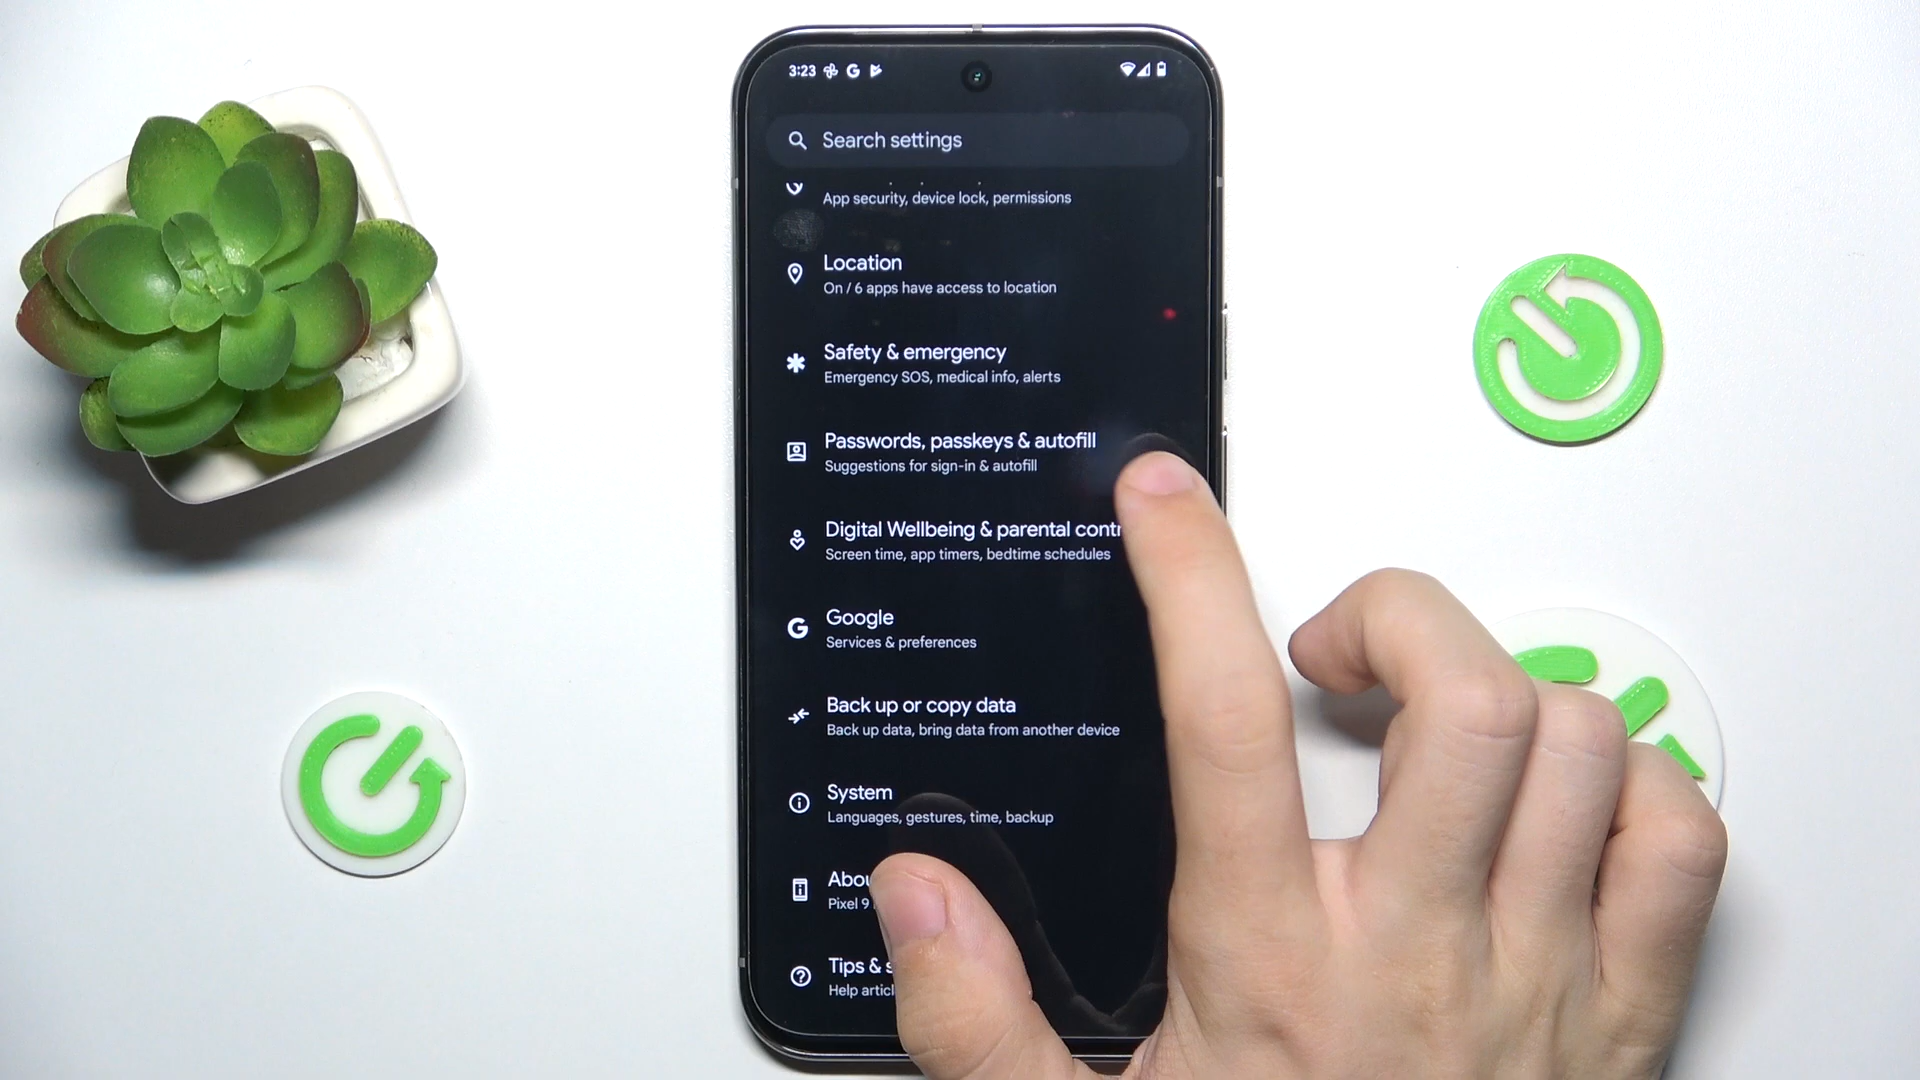 3:23
Search settings
App security, device lock, permissions
Location
On / 6 apps have access to location
Safety & emergency
Emergency SOS, medical info, alerts
Passwords, passkeys & autofill
Suggestions for sign-in & autofill
Digital Wellbeing & parental contr
Screen time, app timers, bedtime schedules
Google
Services & preferences
Back up or copy data
Back up data, bring data from another device
System
Languages, gestures, time, backup
Abou
Pixel 9
Tips & s
Help articl